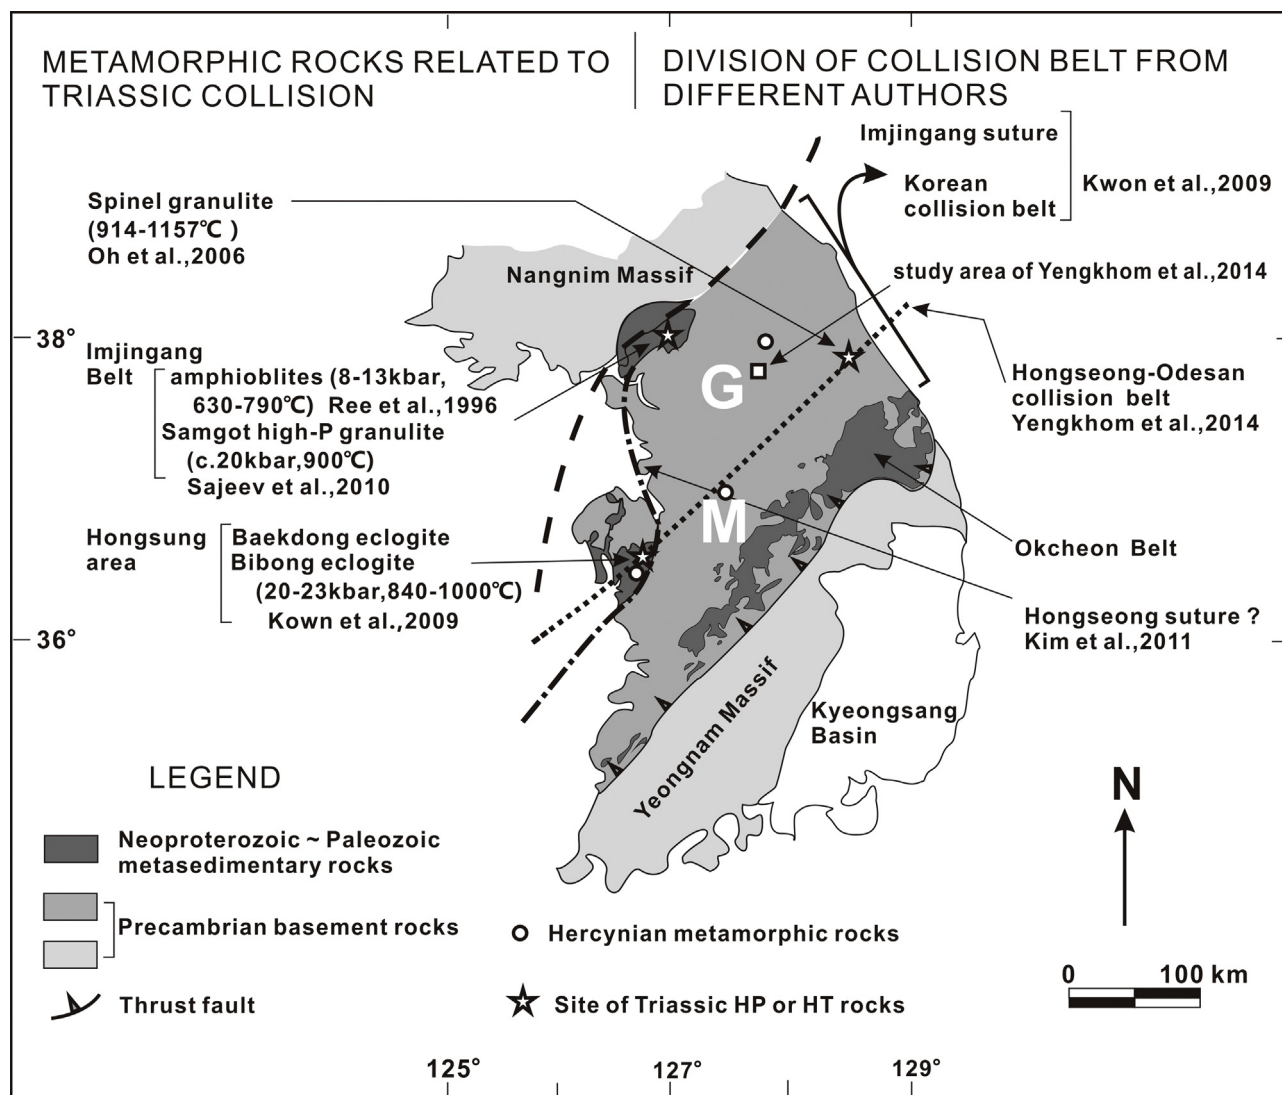 METAMORPHIC ROCKS RELATED TO
TRIASSIC COLLISION
DIVISION OF COLLISION BELT FROM
DIFFERENT AUTHORS
Imjingang suture
Korean
collision belt
Kwon et al.,2009
Spinel granulite
(914-1157℃ )
Oh et al.,2006
Nangnim Massif
study area of Yengkhom et al.,2014
38°
Imjingang
Belt
amphioblites (8-13kbar,
630-790℃) Ree et al.,1996
Samgot high-P granulite
(c.20kbar,900℃)
Sajeev et al.,2010
G
Hongseong-Odesan
collision belt
Yengkhom et al.,2014
M
Hongsung
area
Baekdong eclogite
Bibong eclogite
(20-23kbar,840-1000℃)
Kown et al.,2009
Okcheon Belt
Hongseong suture ?
Kim et al.,2011
36°
Yeongnam Massif
Kyeongsang
Basin
LEGEND
Neoproterozoic ~ Paleozoic
metasedimentary rocks
Precambrian basement rocks
Thrust fault
Hercynian metamorphic rocks
Site of Triassic HP or HT rocks
N
0 100 km
125° 127° 129°